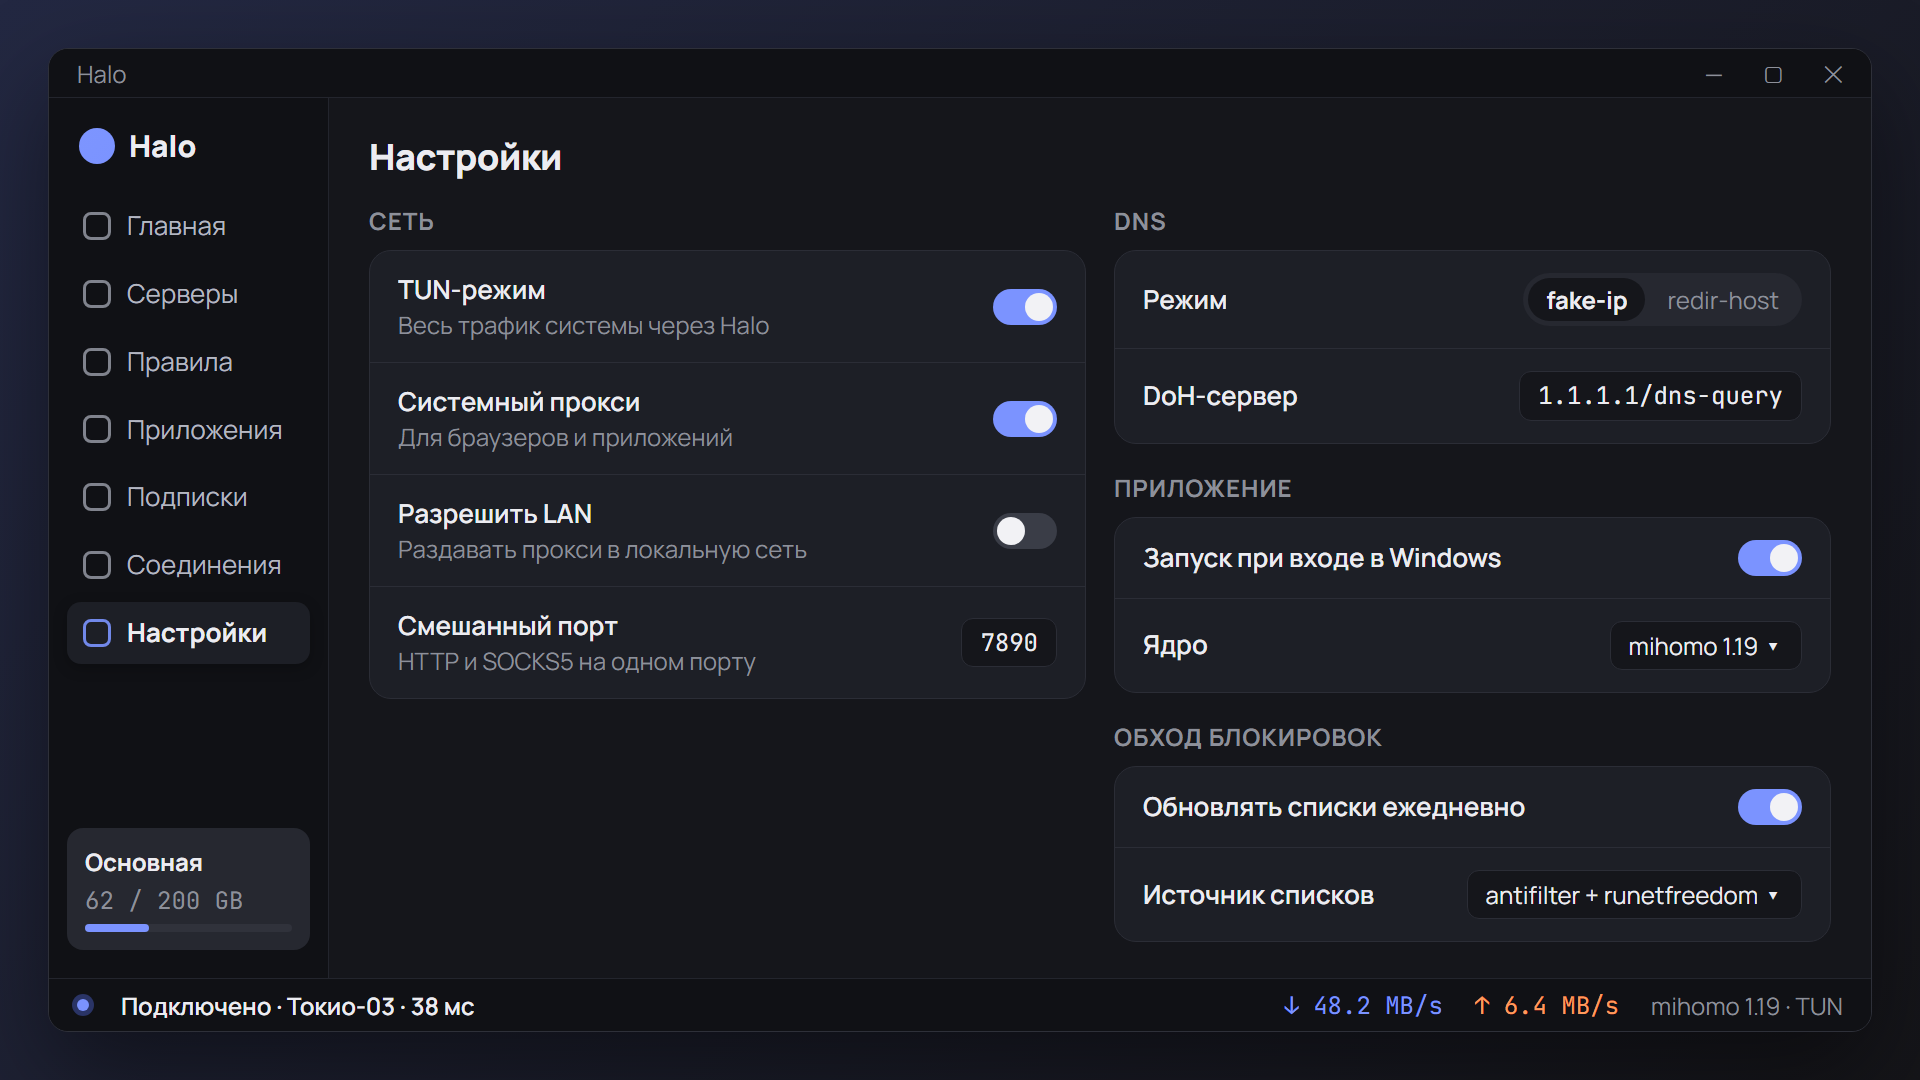 Halo
Halo
Главная
Серверы
Правила
Приложения
Подписки
Соединения
Настройки
Основная
62 / 200 GB
Настройки
СЕТЬ
TUN-режим
Весь трафик системы через Halo
Системный прокси
Для браузеров и приложений
Разрешить LAN
Раздавать прокси в локальную сеть
Смешанный порт
HTTP и SOCKS5 на одном порту
7890
DNS
Режим
fake-ip redir-host
DoH-сервер
1.1.1.1/dns-query
ПРИЛОЖЕНИЕ
Запуск при входе в Windows
Ядро
mihomo 1.19 ▾
ОБХОД БЛОКИРОВОК
Обновлять списки ежедневно
Источник списков
antifilter + runetfreedom ▾
Подключено · Токио-03 · 38 мс
↓ 48.2 MB/s ↑ 6.4 MB/s mihomo 1.19 · TUN